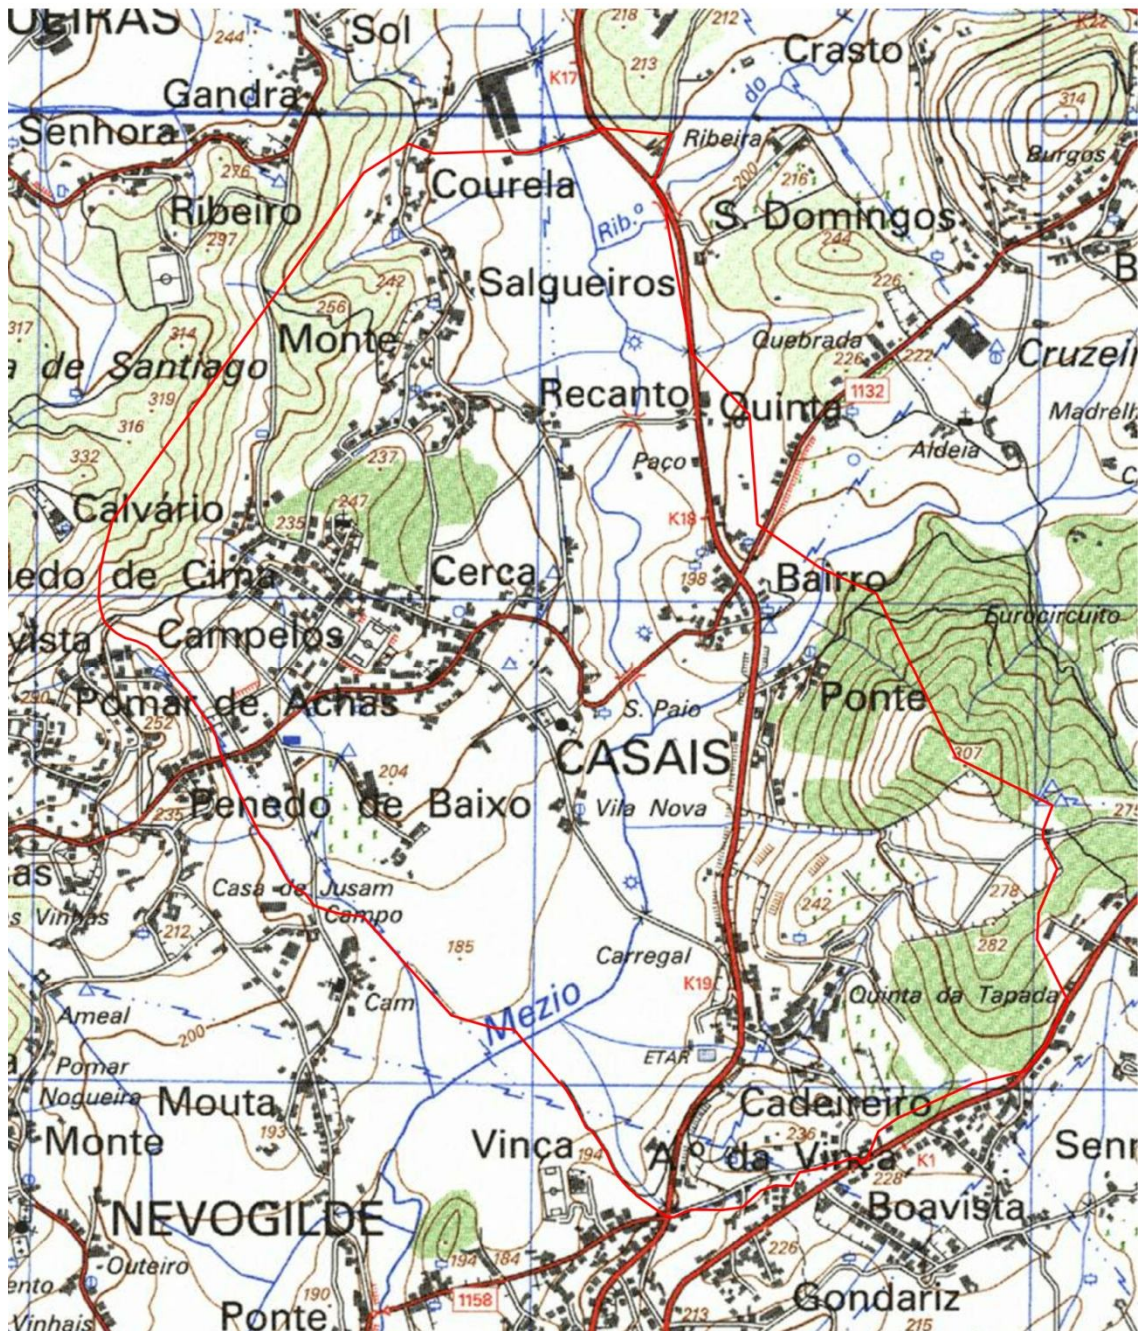 Sol
244
218
212
213
K17
K22
Crasto
do
314
Gandra
Senhora
Ribeira
Burgos
276
200
216
Courela
Ribeiro
297
Rib.º
S. Domingos
244
226
Salgueiros
242
256
317
314
Monte
Quebrada
226
222
de Santiago
319
Recanto
Quinta
1132
316
Madrell
332
237
Paço
Aldeia
Calvário
247
235
K18
de Cima
Cerca
198
Bairro
Eurocircuito
Campelos
290
Pomar de Achas
252
S. Paio
Ponte
CASAIS
307
204
Penedo de Baixo
Vila Nova
235
Casa de Jusam
278
Vinhas
Campo
242
212
185
282
Carregal
Cam
K19
Quinta da Tapada
Ameal
Mezio
200
ETAR
Pomar
Nogueira
Mouta
Cadeireiro
193
Monte
Vinça
194
236
A.º da Vinça
K1
228
NEVOGILDE
Boavista
194
184
226
Outeiro
190
1158
Gondariz
Ponte
213
215
Vinhais